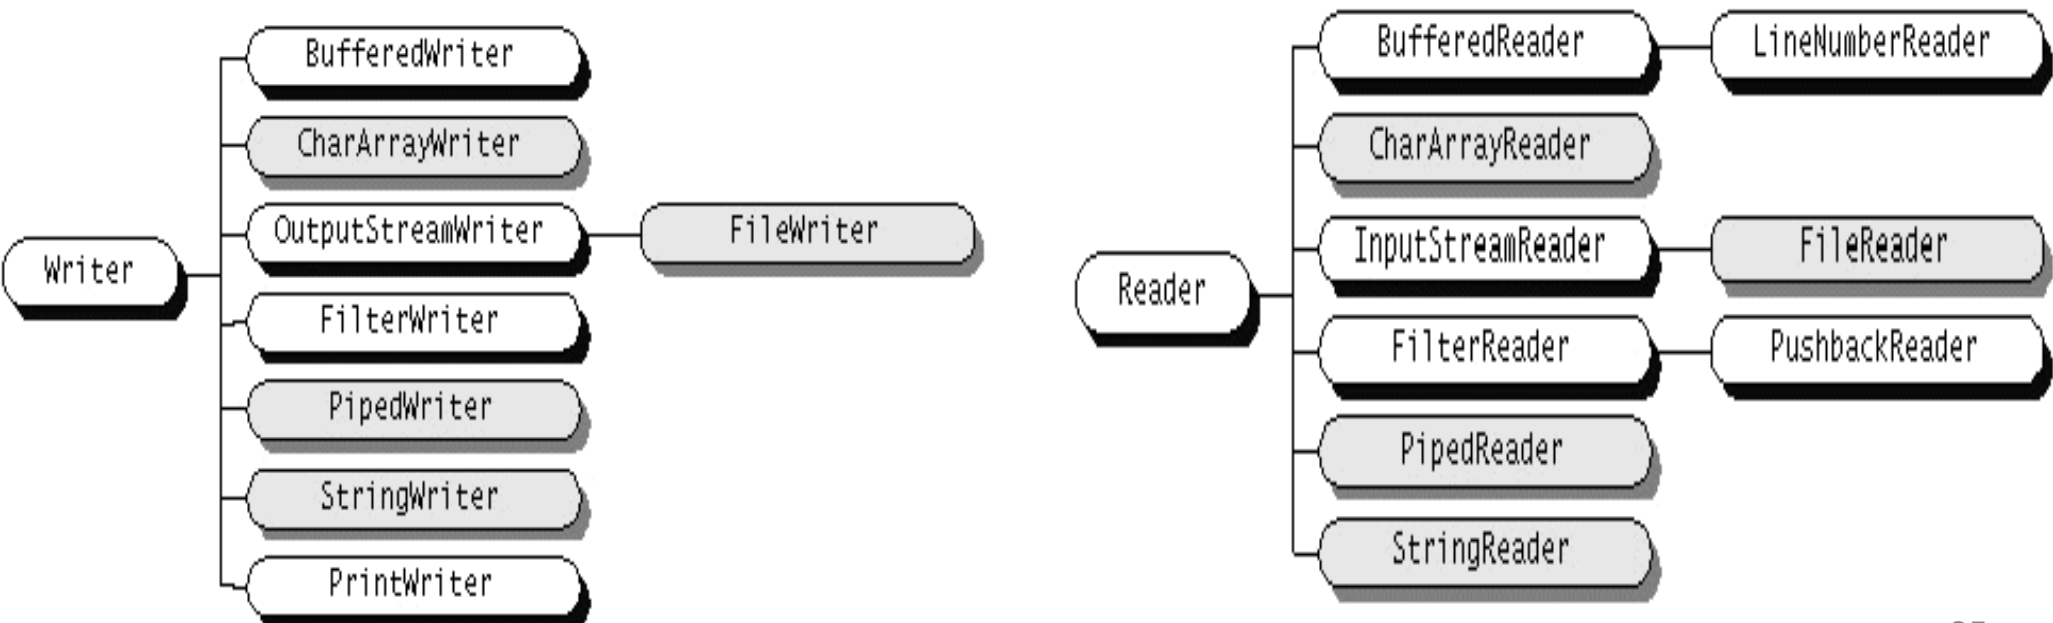 Writer
BufferedWriter
CharArrayWriter
OutputStreamWriter
FileWriter
FilterWriter
PipedWriter
StringWriter
PrintWriter
Reader
BufferedReader
LineNumberReader
CharArrayReader
InputStreamReader
FileReader
FilterReader
PushbackReader
PipedReader
StringReader